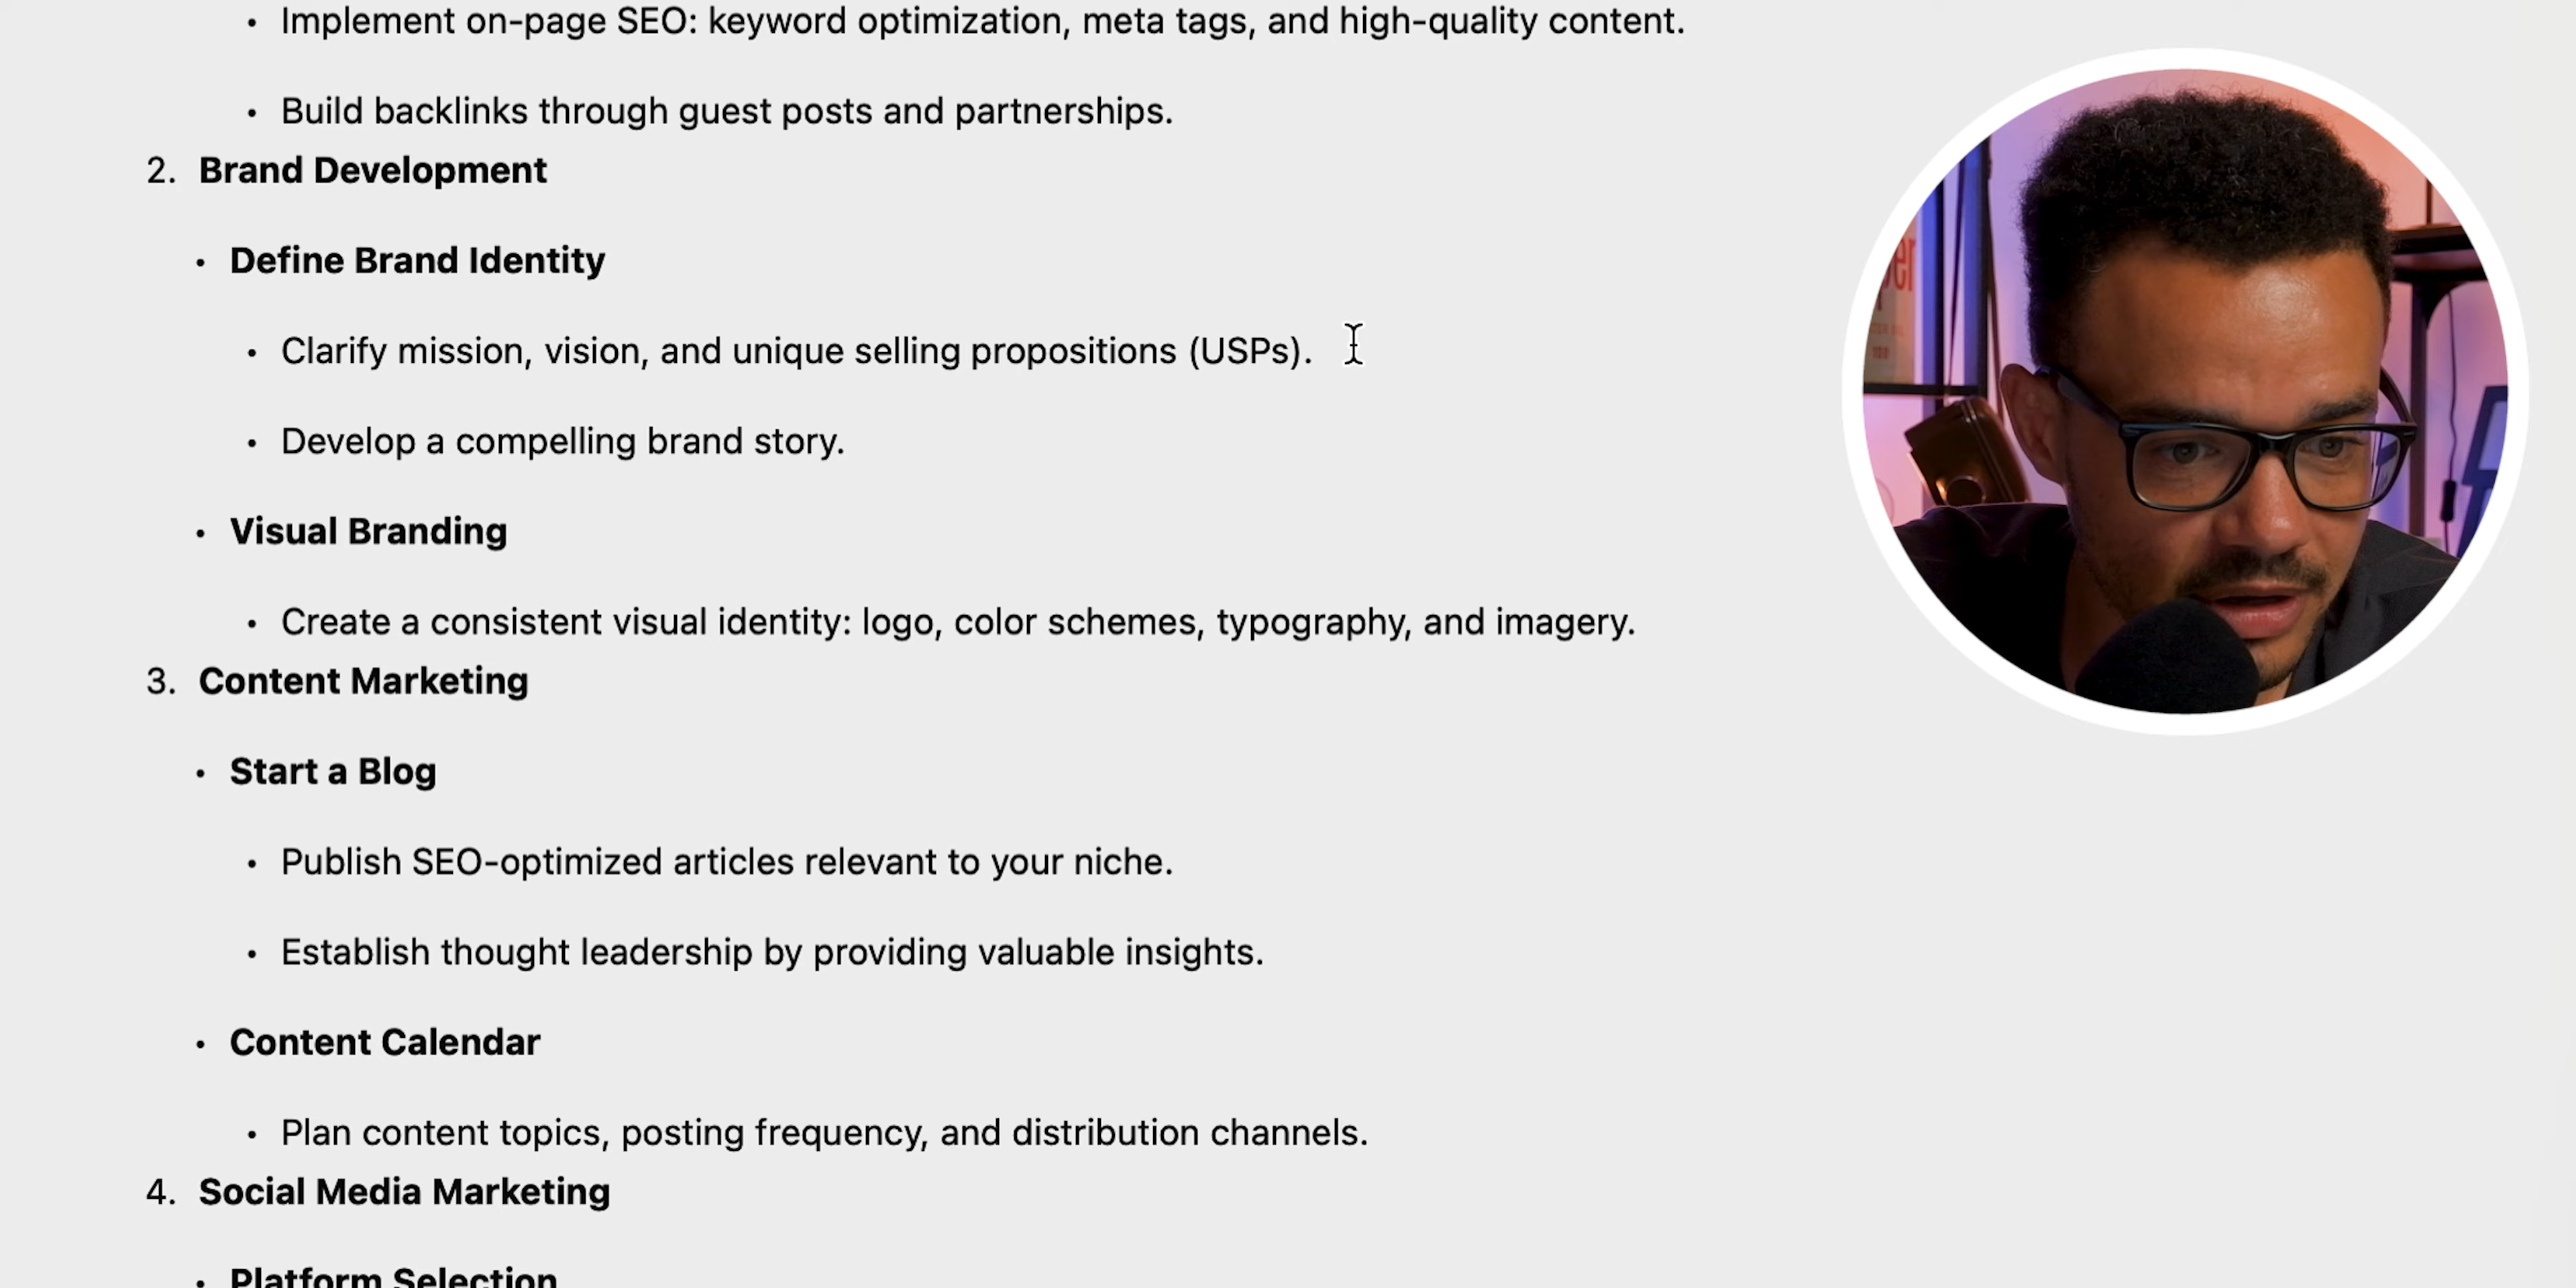 • Implement on-page SEO: keyword optimization, meta tags, and high-quality content.
• Build backlinks through guest posts and partnerships.
2. Brand Development
• Define Brand Identity
• Clarify mission, vision, and unique selling propositions (USPs).
• Develop a compelling brand story.
• Visual Branding
• Create a consistent visual identity: logo, color schemes, typography, and imagery.
3. Content Marketing
• Start a Blog
• Publish SEO-optimized articles relevant to your niche.
• Establish thought leadership by providing valuable insights.
• Content Calendar
• Plan content topics, posting frequency, and distribution channels.
4. Social Media Marketing
• Platform Selection